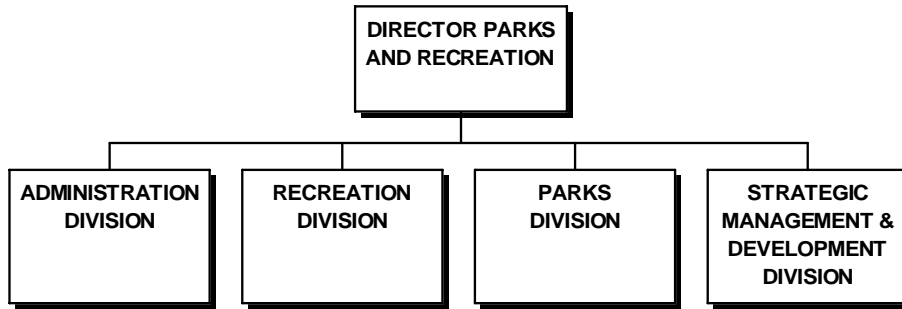 DIRECTOR PARKS
AND RECREATION
ADMINISTRATION
DIVISION
RECREATION
DIVISION
PARKS
DIVISION
STRATEGIC
MANAGEMENT &
DEVELOPMENT
DIVISION